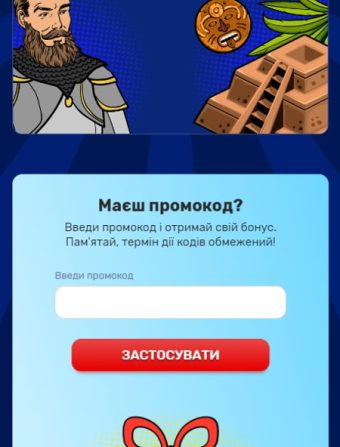 Маєш промокод?
Введи промокод і отримай свій бонус.
Пам'ятай, термін дії кодів обмежений!
Введи промокод
ЗАСТОСУВАТИ